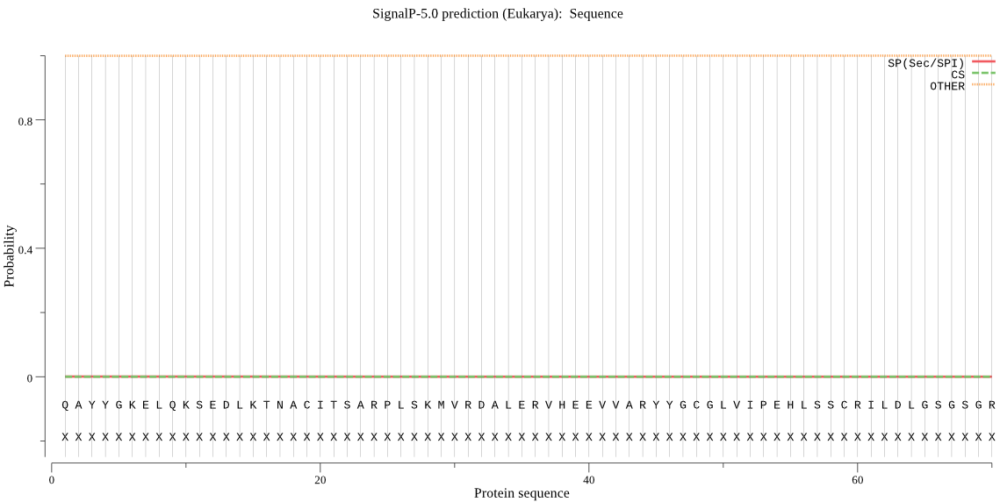 SignalP-5.0 prediction (Eukarya):  Sequence
SP(Sec/SPI)
CS
OTHER
0.8
0.4
0
Probability
Q A Y Y G K E L Q K S E D L K T N A C I T S A R P L S K M V R D A L E R V H E E V V A R Y Y G C G L V I P E H L S S C R I L D L G S G S G R
X X X X X X X X X X X X X X X X X X X X X X X X X X X X X X X X X X X X X X X X X X X X X X X X X X X X X X X X X X X X X X X X X X X X X X
0 20 40 60
Protein sequence